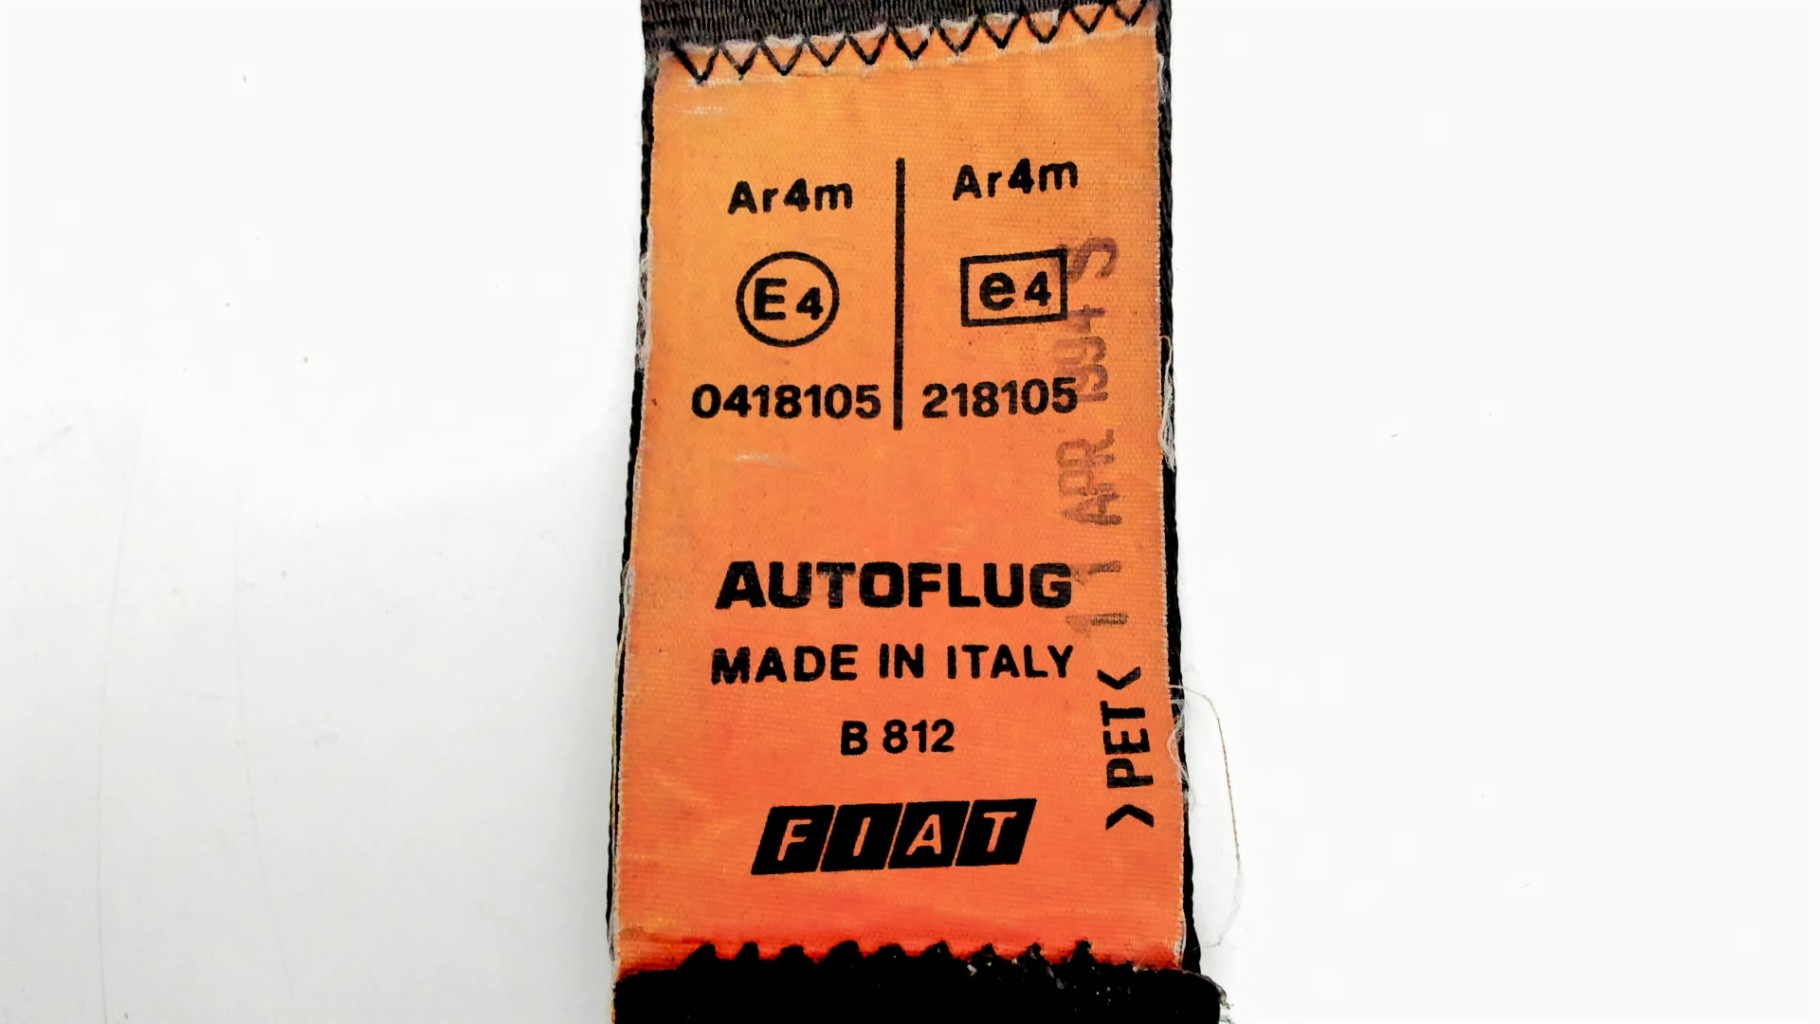 Ar4m
E4
0418105
Ar4m
e4
218105
11 APR 1994 S
AUTOFLUG
MADE IN ITALY
B 812
>PET<
FIAT